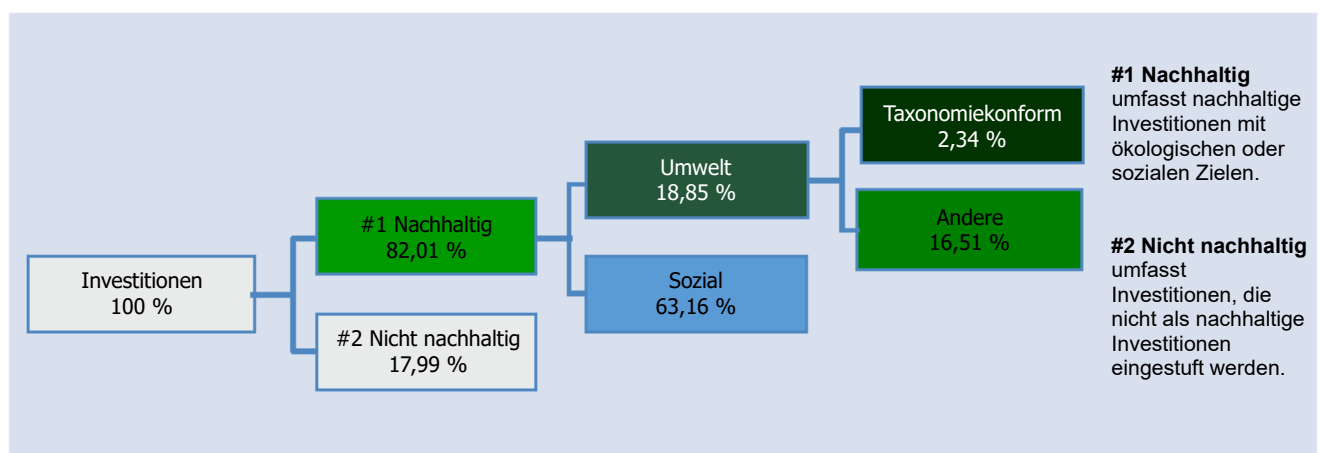 Investitionen
100 %
#1 Nachhaltig
82,01 %
#2 Nicht nachhaltig
17,99 %
Umwelt
18,85 %
Sozial
63,16 %
Taxonomiekonform
2,34 %
Andere
16,51 %
#1 Nachhaltig
umfasst nachhaltige
Investitionen mit
ökologischen oder
sozialen Zielen.
#2 Nicht nachhaltig
umfasst
Investitionen, die
nicht als nachhaltige
Investitionen
eingestuft werden.